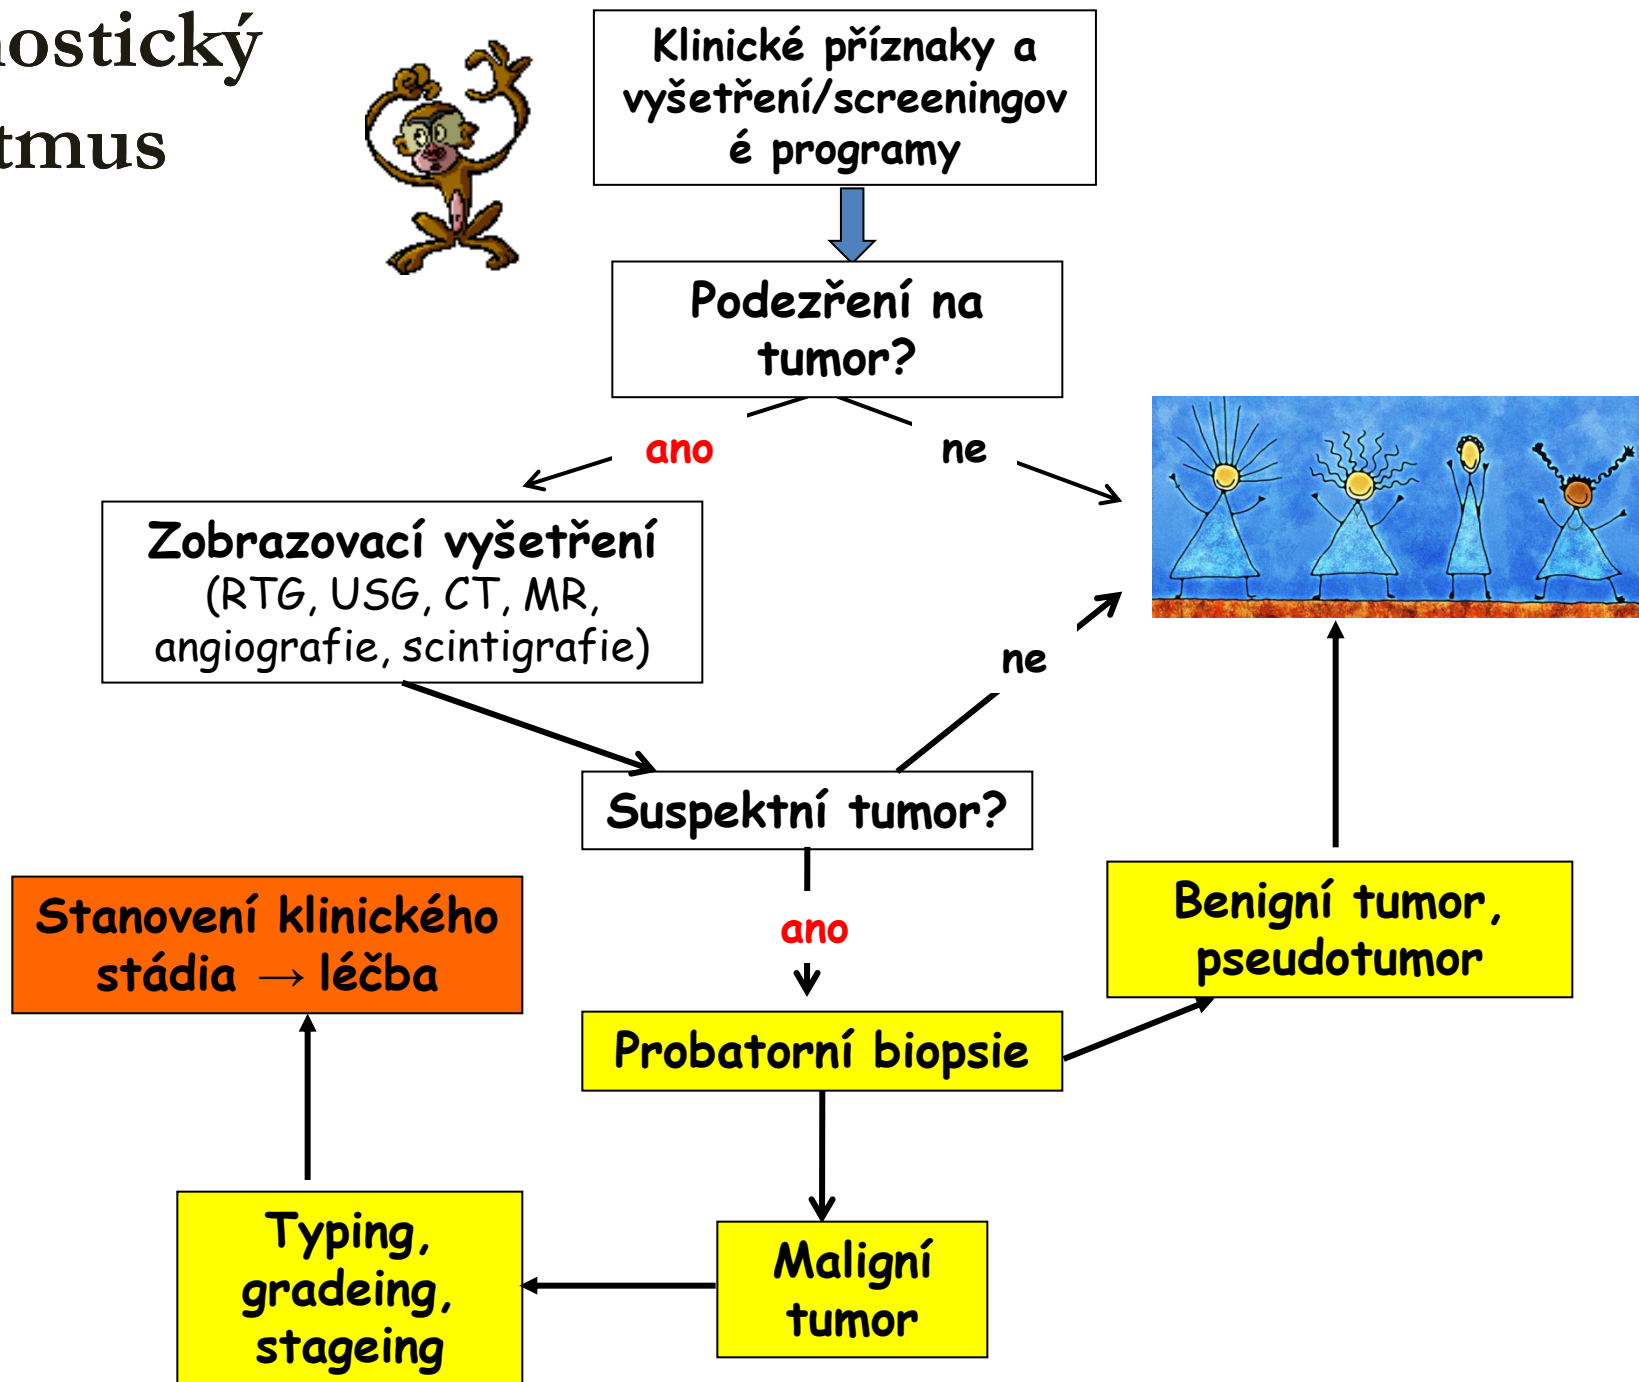 nostický
tmus
Klinické příznaky a
vyšetření/screeningov
é programy
Podezření na
tumor?
ano
ne
Zobrazovací vyšetření
(RTG, USG, CT, MR,
angiografie, scintigrafie)
ne
Suspektní tumor?
ano
Stanovení klinického
stádia → léčba
Benigní tumor,
pseudotumor
Probatorní biopsie
Typing,
gradeing,
stageing
Maligní
tumor